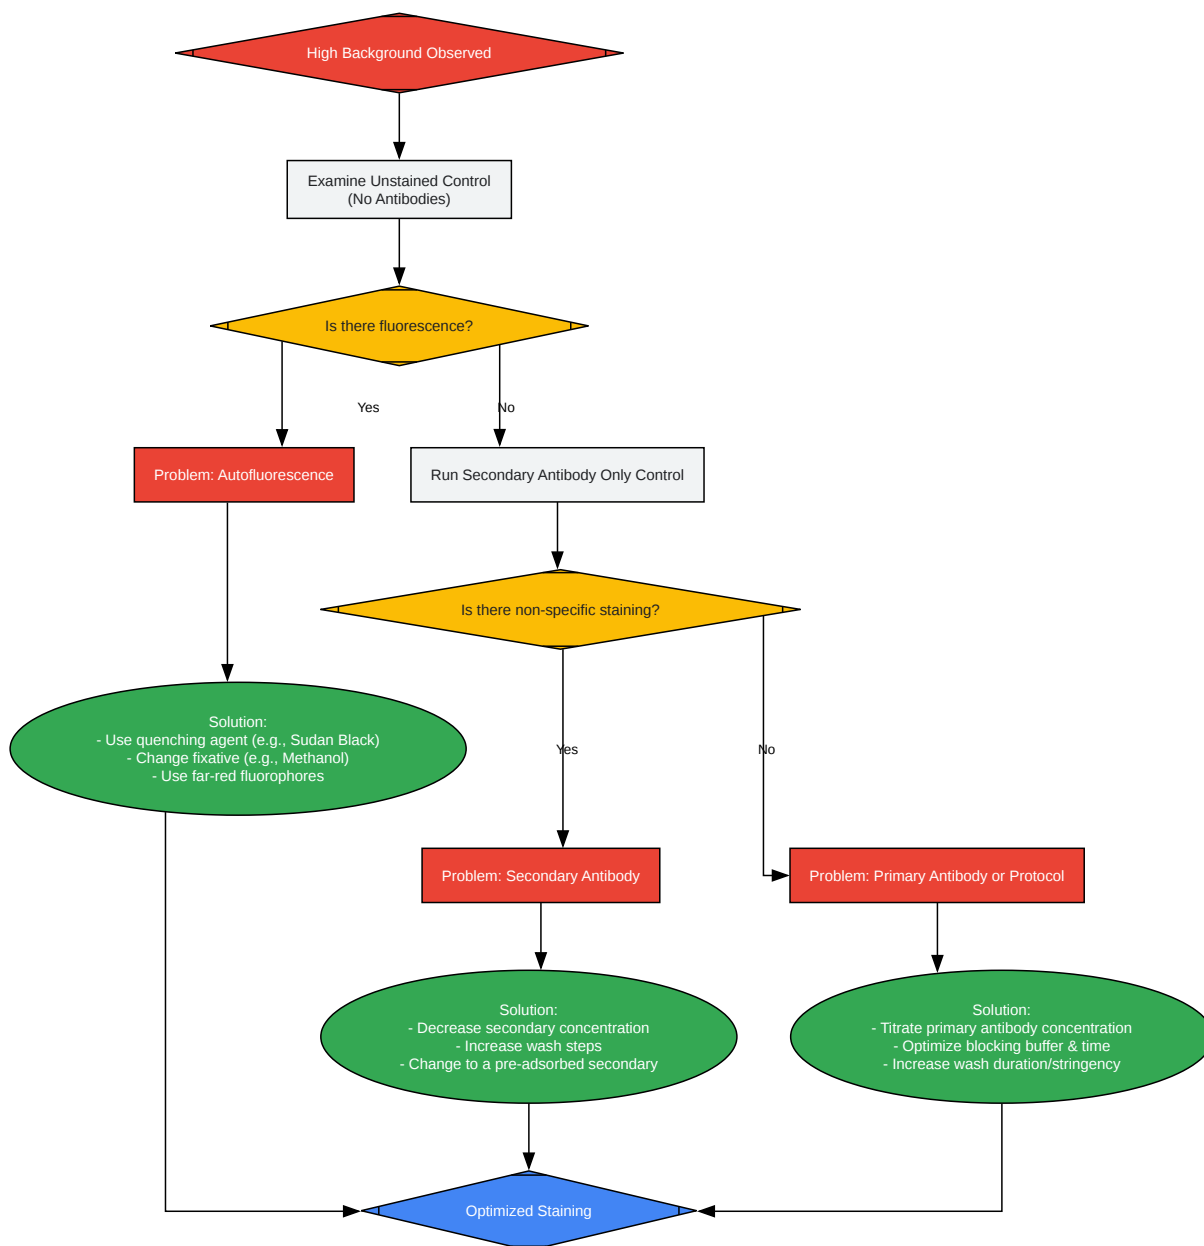 High Background Observed
Examine Unstained Control
(No Antibodies)
Is there fluorescence?
Yes
No
Problem: Autofluorescence
Run Secondary Antibody Only Control
Is there non-specific staining?
Solution:
- Use quenching agent (e.g., Sudan Black)
- Change fixative (e.g., Methanol)
- Use far-red fluorophores
Yes
No
Problem: Secondary Antibody
Problem: Primary Antibody or Protocol
Solution:
- Decrease secondary concentration
- Increase wash steps
- Change to a pre-adsorbed secondary
Solution:
- Titrate primary antibody concentration
- Optimize blocking buffer & time
- Increase wash duration/stringency
Optimized Staining